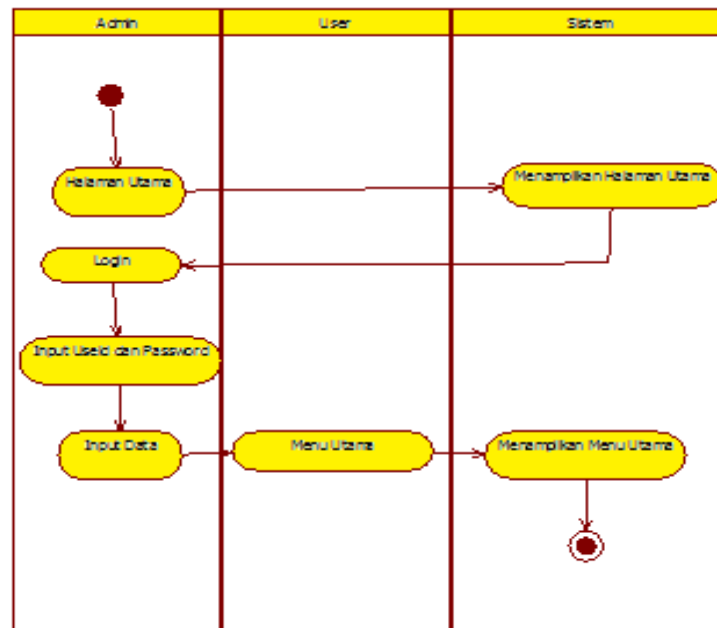 Admin
User
Sistem
Halaman Utama
Menampilkan Halaman Utama
Login
Input UseId dan Password
Input Data
Menu Utama
Menampilkan Menu Utama